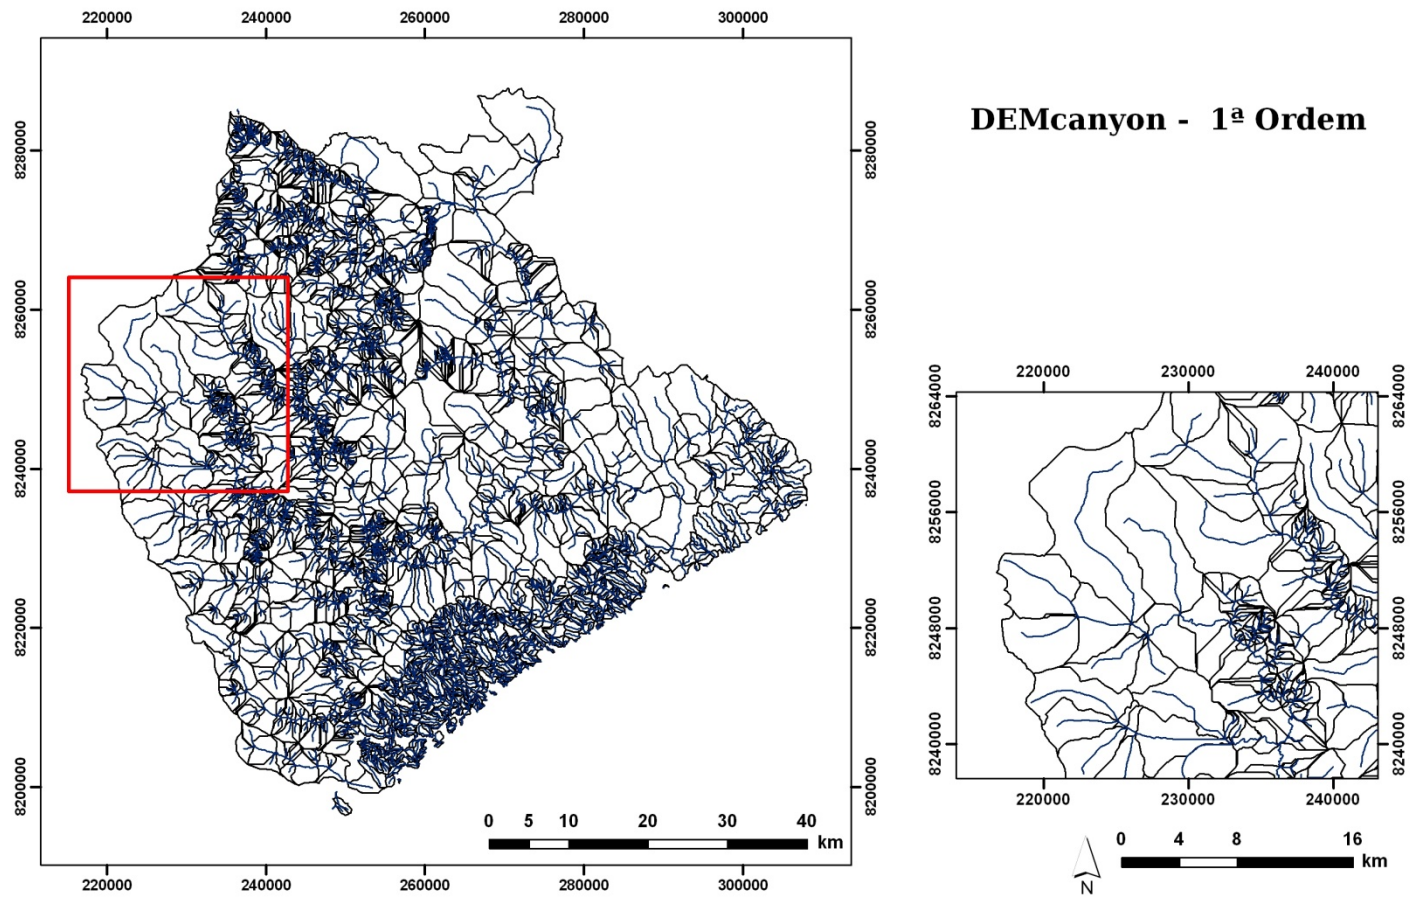 220000 240000 260000 280000 300000
8280000 8280000
8260000 8260000
8240000 8240000
8220000 8220000
8200000 8200000
0 5 10 20 30 40
km
220000 240000 260000 280000 300000
DEMcanyon - 1ª Ordem
220000 230000 240000
8264000 8264000
8256000 8256000
8248000 8248000
8240000 8240000
220000 230000 240000
0 4 8 16
km
N